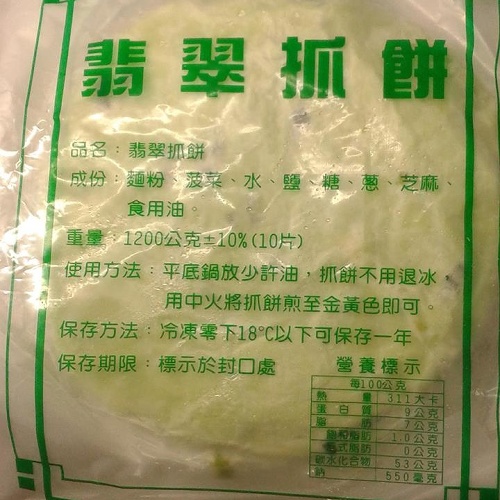 翡翠抓餅
品名：翡翠抓餅
成份：麵粉、菠菜、水、鹽、糖、蔥、芝麻、
食用油。
重量：1200公克±10%(10片)
使用方法：平底鍋放少許油，抓餅不用退冰
用中火將抓餅煎至金黃色即可。
保存方法：冷凍零下18℃以下可保存一年
保存期限：標示於封口處
營養標示
每100公克
熱量 311大卡
蛋白質 9公克
脂肪 7公克
飽和脂肪 1.0公克
反式脂肪 0公克
碳水化合物 53公克
鈉 550毫克